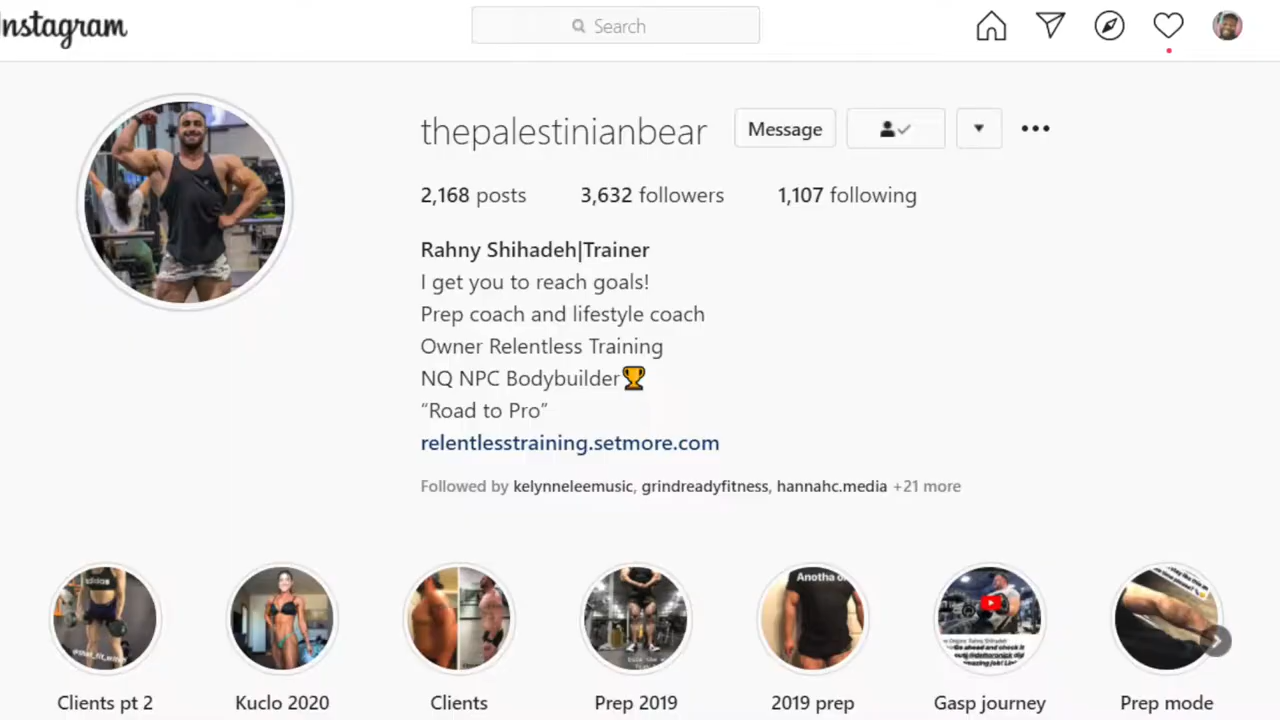 Instagram
Search
thepalestinianbear
Message
2,168 posts 3,632 followers 1,107 following
Rahny Shihadeh|Trainer
I get you to reach goals!
Prep coach and lifestyle coach
Owner Relentless Training
NQ NPC Bodybuilder🏆
“Road to Pro”
relentlesstraining.setmore.com
Followed by kelynneleemusic, grindreadyfitness, hannahc.media +21 more
adidas
Anotha
Clients pt 2
Kuclo 2020
Clients
Prep 2019
2019 prep
Gasp journey
Prep mode